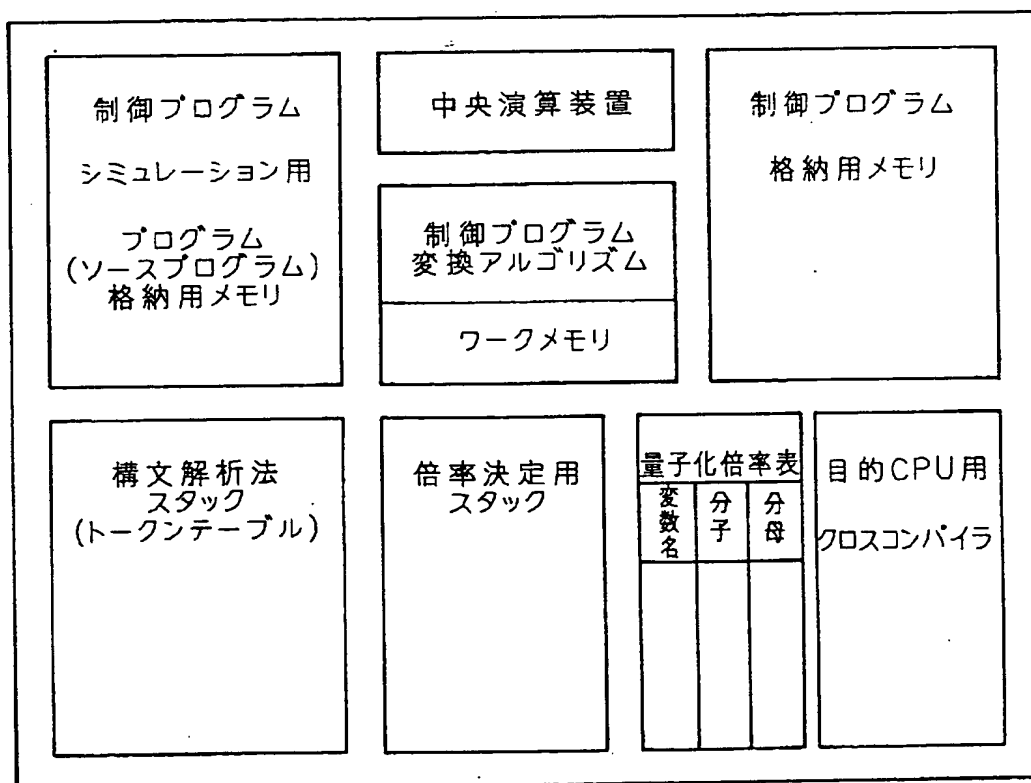 制御プログラム
シミュレーション用
プログラム
(ソースプログラム)
格納用メモリ
中央演算装置
制御プログラム
変換アルゴリズム
ワークメモリ
制御プログラム
格納用メモリ
構文解析法
スタック
(トークンテーブル)
倍率決定用
スタック
量子化倍率表
変数名
分子
分母
目的CPU用
クロスコンパイラ